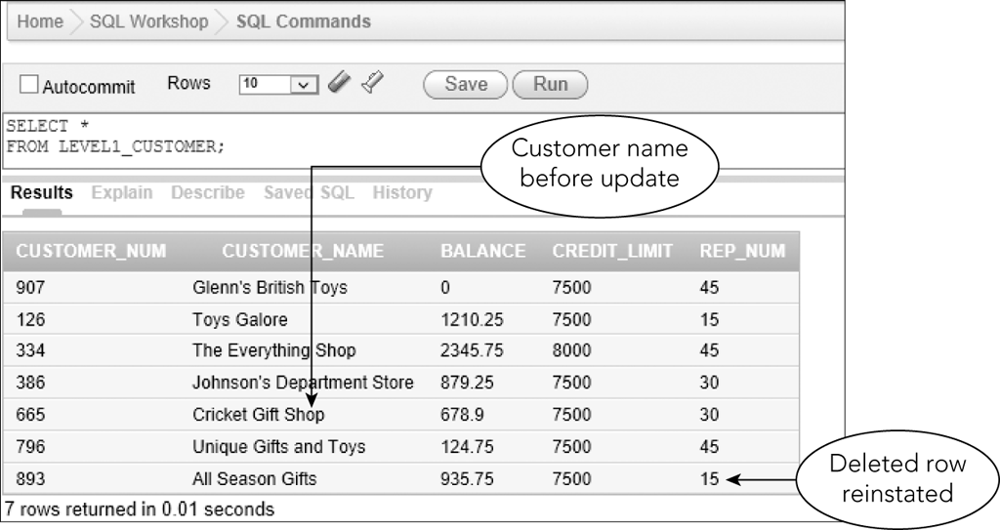 Home SQL Workshop SQL Commands
Autocommit Rows 10 Save Run
SELECT *
FROM LEVEL1_CUSTOMER;
Customer name
before update
Results Explain Describe Saved SQL History
CUSTOMER_NUM CUSTOMER_NAME BALANCE CREDIT_LIMIT REP_NUM
907 Glenn's British Toys 0 7500 45
126 Toys Galore 1210.25 7500 15
334 The Everything Shop 2345.75 8000 45
386 Johnson's Department Store 879.25 7500 30
665 Cricket Gift Shop 678.9 7500 30
796 Unique Gifts and Toys 124.75 7500 45
893 All Season Gifts 935.75 7500 15
Deleted row
reinstated
7 rows returned in 0.01 seconds